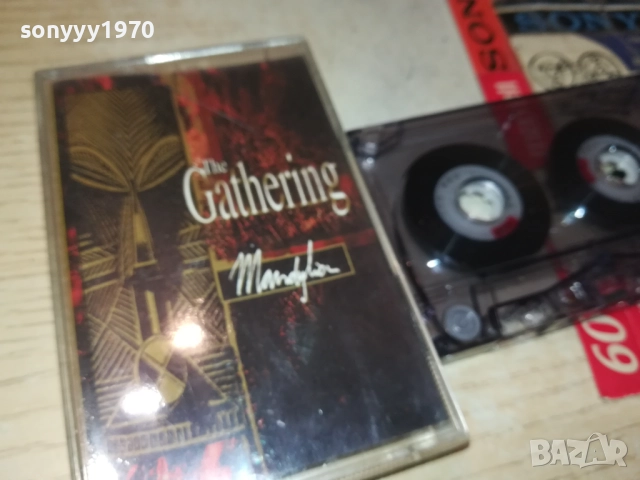 sonyyy1970
The
Gathering
Mandylion
SONY
SONY
60
BAZAR